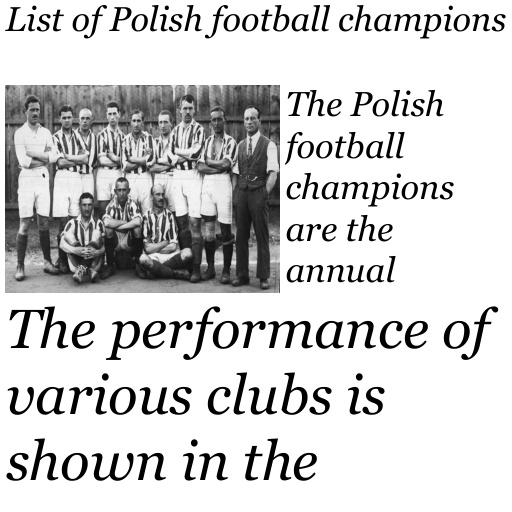 List of Polish football champions
The Polish
football
champions
are the
annual
The performance of
various clubs is
shown in the